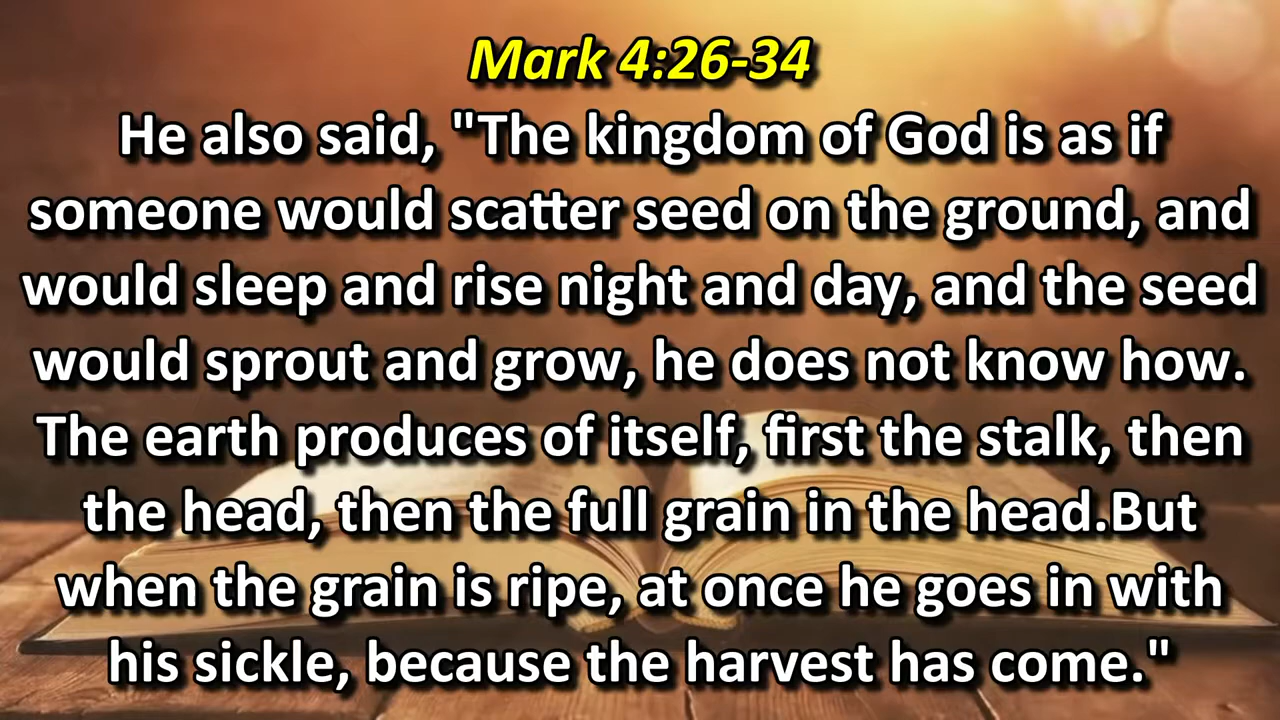 Mark 4:26-34
He also said, "The kingdom of God is as if
someone would scatter seed on the ground, and
would sleep and rise night and day, and the seed
would sprout and grow, he does not know how.
The earth produces of itself, first the stalk, then
the head, then the full grain in the head.But
when the grain is ripe, at once he goes in with
his sickle, because the harvest has come."